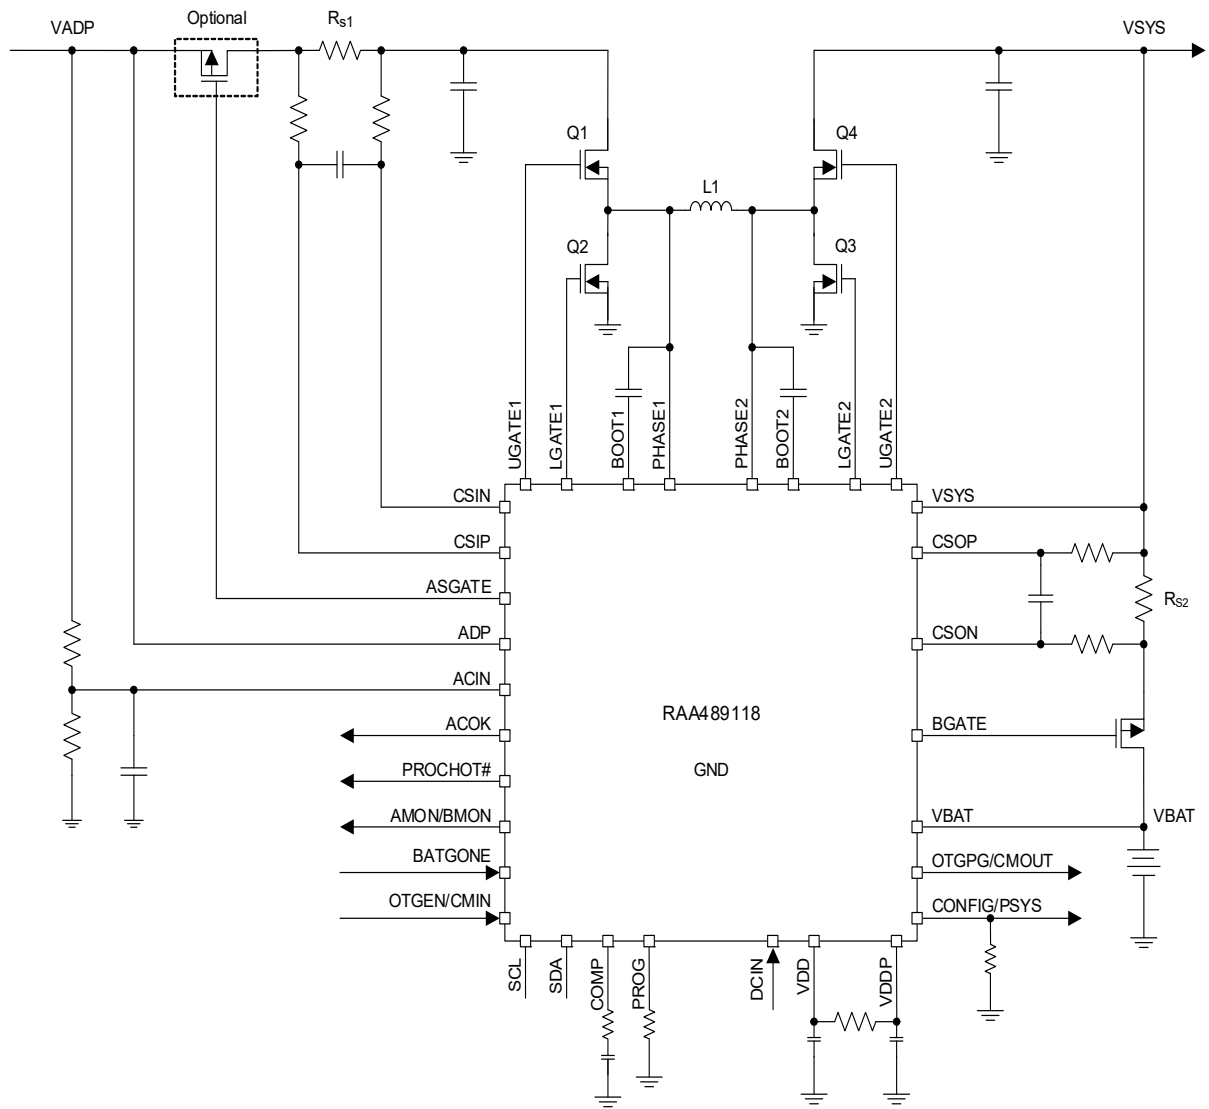 VADP
Optional
RS1
VSYS
Q1
Q4
L1
Q2
Q3
UGATE1
LGATE1
BOOT1
PHASE1
PHASE2
BOOT2
LGATE2
UGATE2
CSIN
VSYS
CSIP
CSOP
ASGATE
RS2
ADP
CSON
ACIN
RAA489118
ACOK
BGATE
GND
PROCHOT#
AMON/BMON
VBAT
VBAT
BATGONE
OTGPG/CMOUT
OTGEN/CMIN
CONFIG/PSYS
SCL
SDA
COMP
PROG
DCIN
VDD
VDDP